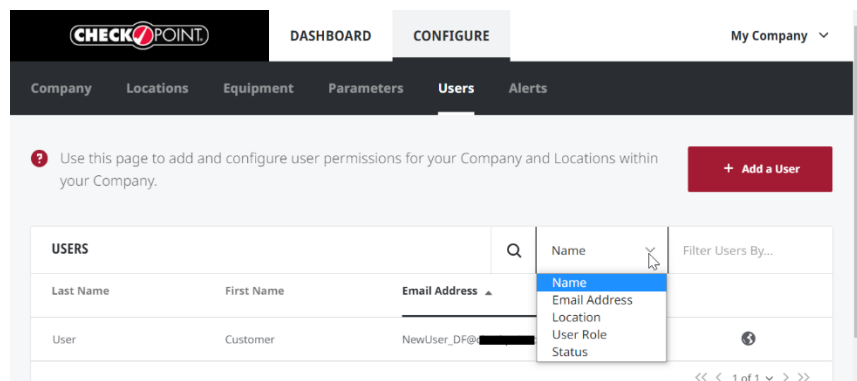 CHECKPOINT.
DASHBOARD
CONFIGURE
My Company
Company
Locations
Equipment
Parameters
Users
Alerts
? Use this page to add and configure user permissions for your Company and Locations within
your Company.
+ Add a User
USERS
Name
Filter Users By...
Last Name
First Name
Email Address
Name
Email Address
Location
User Role
Status
User
Customer
NewUser_DF@
<< < 1 of 1 > >>